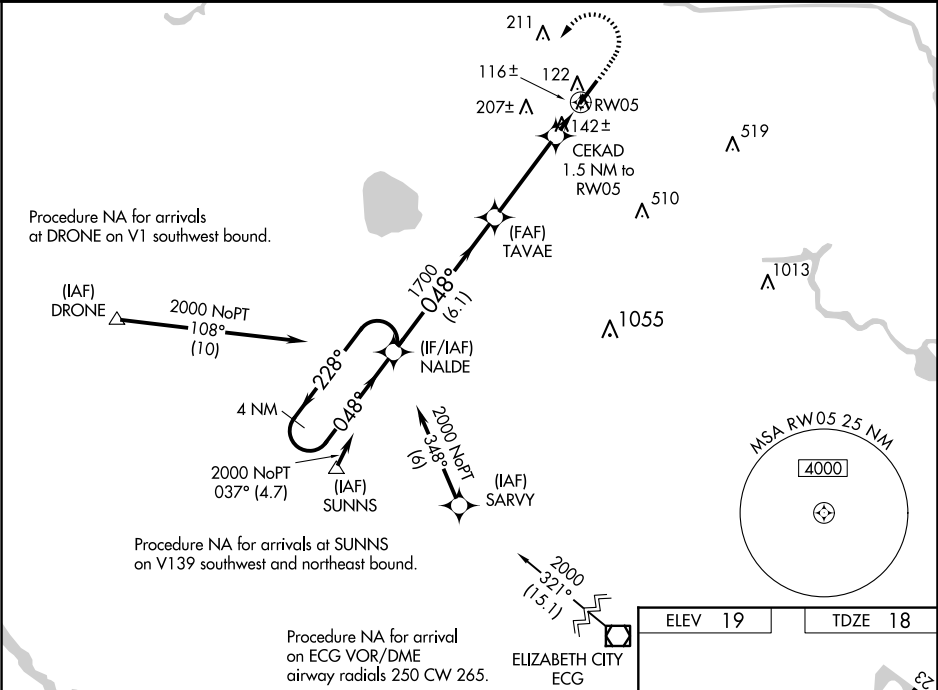 211
116±
122
207±
RW05
142±
CEKAD
1.5 NM to
RW05
519
510
Procedure NA for arrivals
at DRONE on V1 southwest bound.
(FAF)
TAVAE
1013
(IAF)
DRONE
2000 NoPT
108°
(10)
1700
048°
(6.1)
1055
(IF/IAF)
NALDE
228°
048°
4 NM
2000 NoPT
037° (4.7)
(IAF)
SUNNS
2000 NoPT
348°
(6)
(IAF)
SARVY
MSA RW05 25 NM
4000
Procedure NA for arrivals at SUNNS
on V139 southwest and northeast bound.
2000
321°
(15.1)
ELIZABETH CITY
ECG
Procedure NA for arrival
on ECG VOR/DME
airway radials 250 CW 265.
ELEV 19
TDZE 18
23